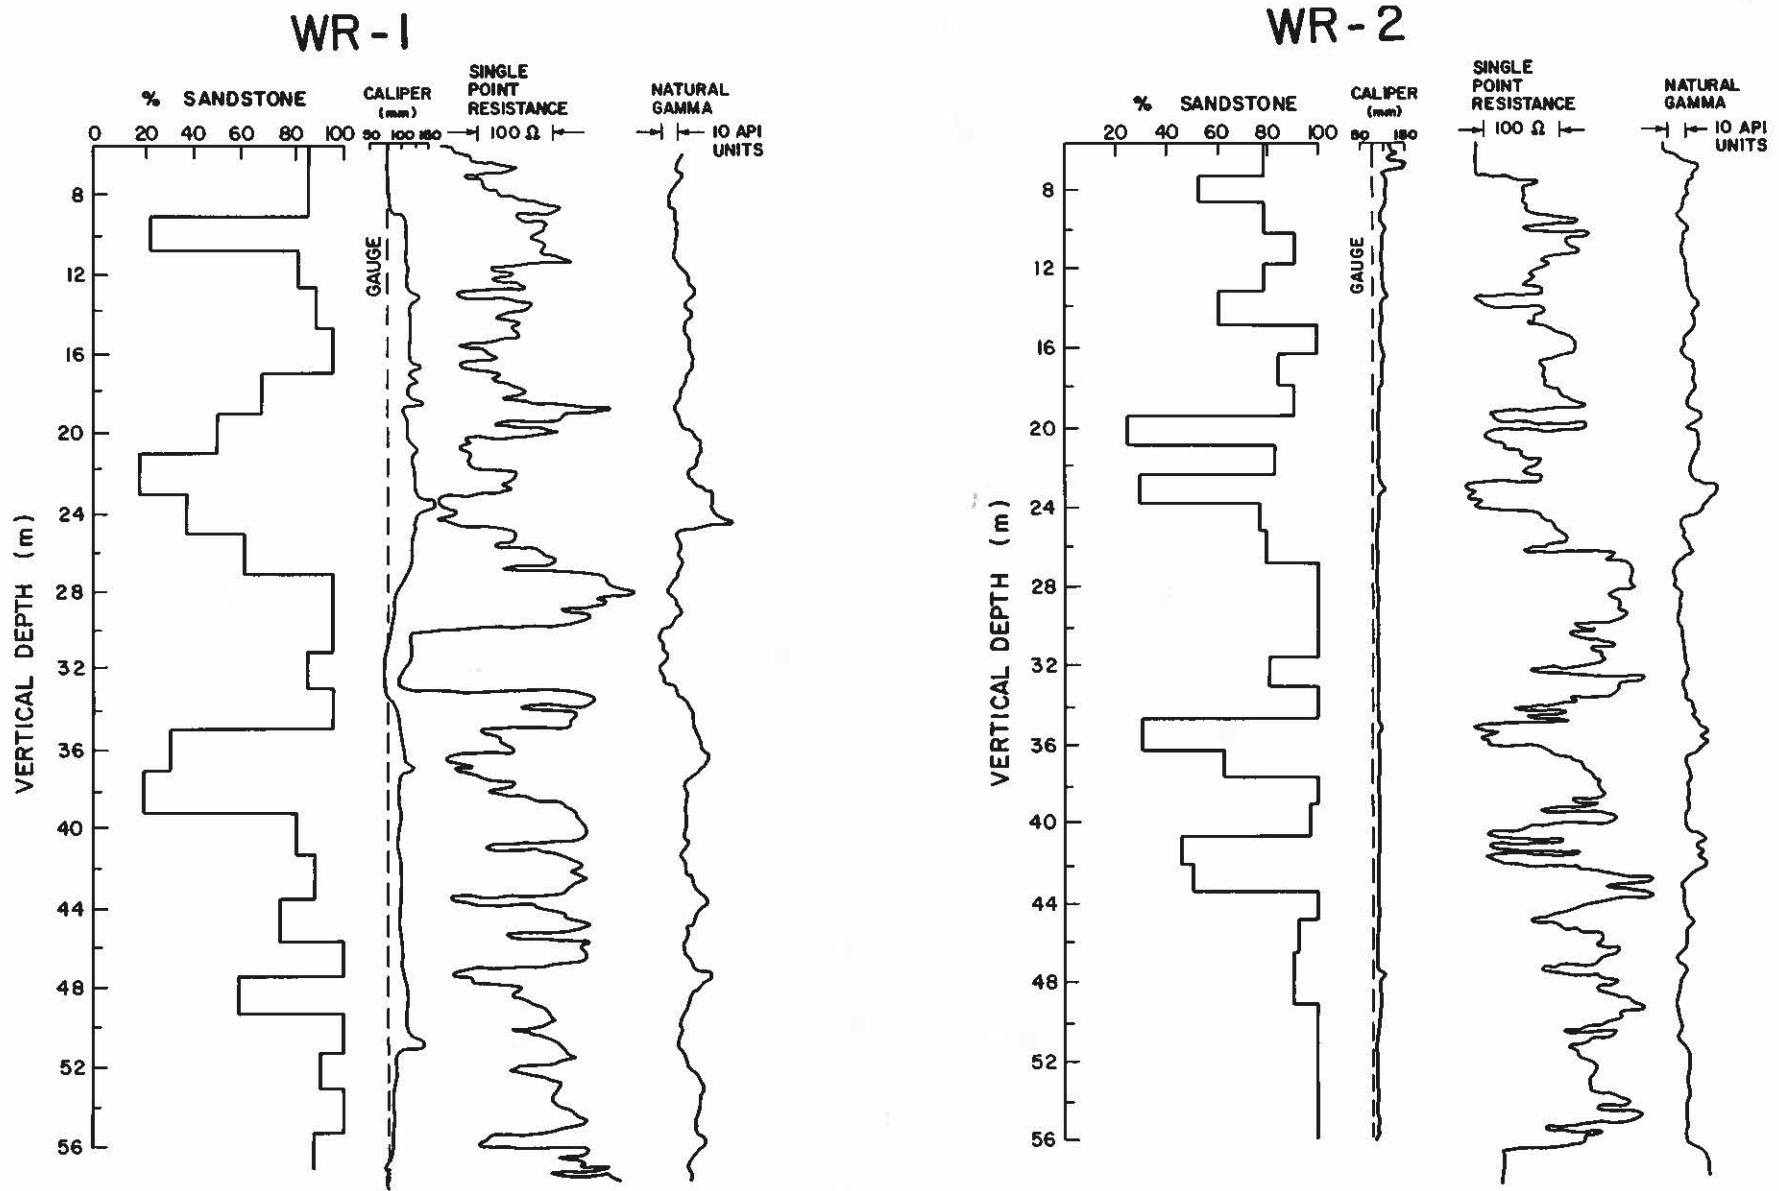 WR-1
% SANDSTONE
0 20 40 60 80 100
CALIPER
(mm)
50 100 150
SINGLE
POINT
RESISTANCE
100 Ω
NATURAL
GAMMA
10 API
UNITS
GAUGE
VERTICAL DEPTH (m)
8
12
16
20
24
28
32
36
40
44
48
52
56
WR-2
% SANDSTONE
20 40 60 80 100
CALIPER
(mm)
50 150
SINGLE
POINT
RESISTANCE
100 Ω
NATURAL
GAMMA
10 API
UNITS
GAUGE
VERTICAL DEPTH (m)
8
12
16
20
24
28
32
36
40
44
48
52
56